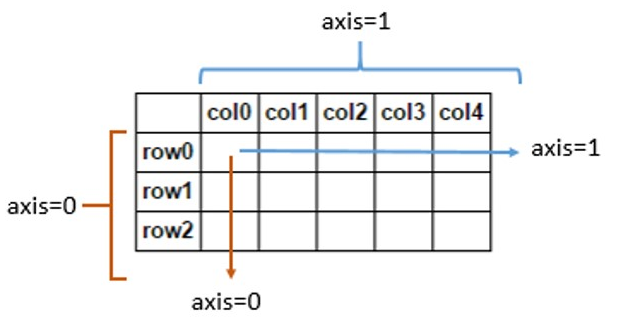 axis=1
col0 col1 col2 col3 col4
row0
axis=1
row1
axis=0
row2
axis=0